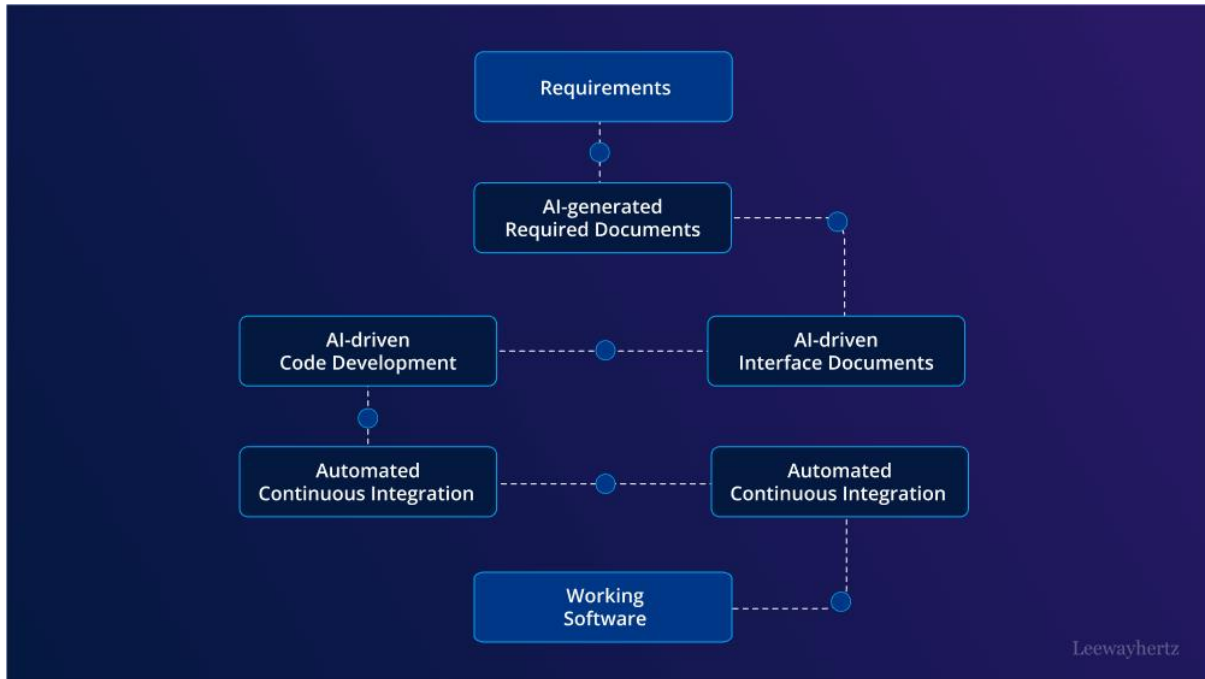 Requirements
AI-generated
Required Documents
AI-driven
Code Development
AI-driven
Interface Documents
Automated
Continuous Integration
Automated
Continuous Integration
Working
Software
Leewayhertz